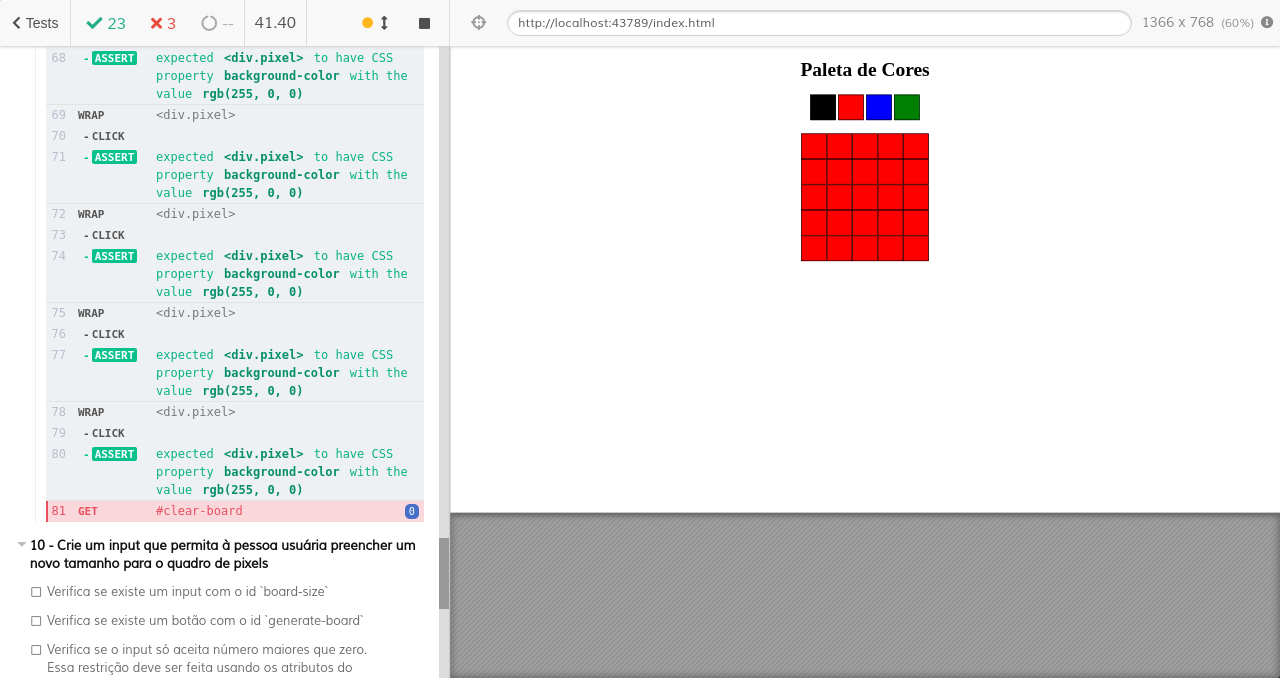 Tests 23 3 -- 41.40 http://localhost:43789/index.html 1366 x 768 (60%)
68 - ASSERT expected <div.pixel> to have CSS
property background-color with the
value rgb(255, 0, 0)
69 WRAP <div.pixel>
70 - CLICK
71 - ASSERT expected <div.pixel> to have CSS
property background-color with the
value rgb(255, 0, 0)
72 WRAP <div.pixel>
73 - CLICK
74 - ASSERT expected <div.pixel> to have CSS
property background-color with the
value rgb(255, 0, 0)
75 WRAP <div.pixel>
76 - CLICK
77 - ASSERT expected <div.pixel> to have CSS
property background-color with the
value rgb(255, 0, 0)
78 WRAP <div.pixel>
79 - CLICK
80 - ASSERT expected <div.pixel> to have CSS
property background-color with the
value rgb(255, 0, 0)
81 GET #clear-board 0
10 - Crie um input que permita à pessoa usuária preencher um
novo tamanho para o quadro de pixels
Verifica se existe um input com o id `board-size`
Verifica se existe um botão com o id `generate-board`
Verifica se o input só aceita número maiores que zero.
Essa restrição deve ser feita usando os atributos do
Paleta de Cores